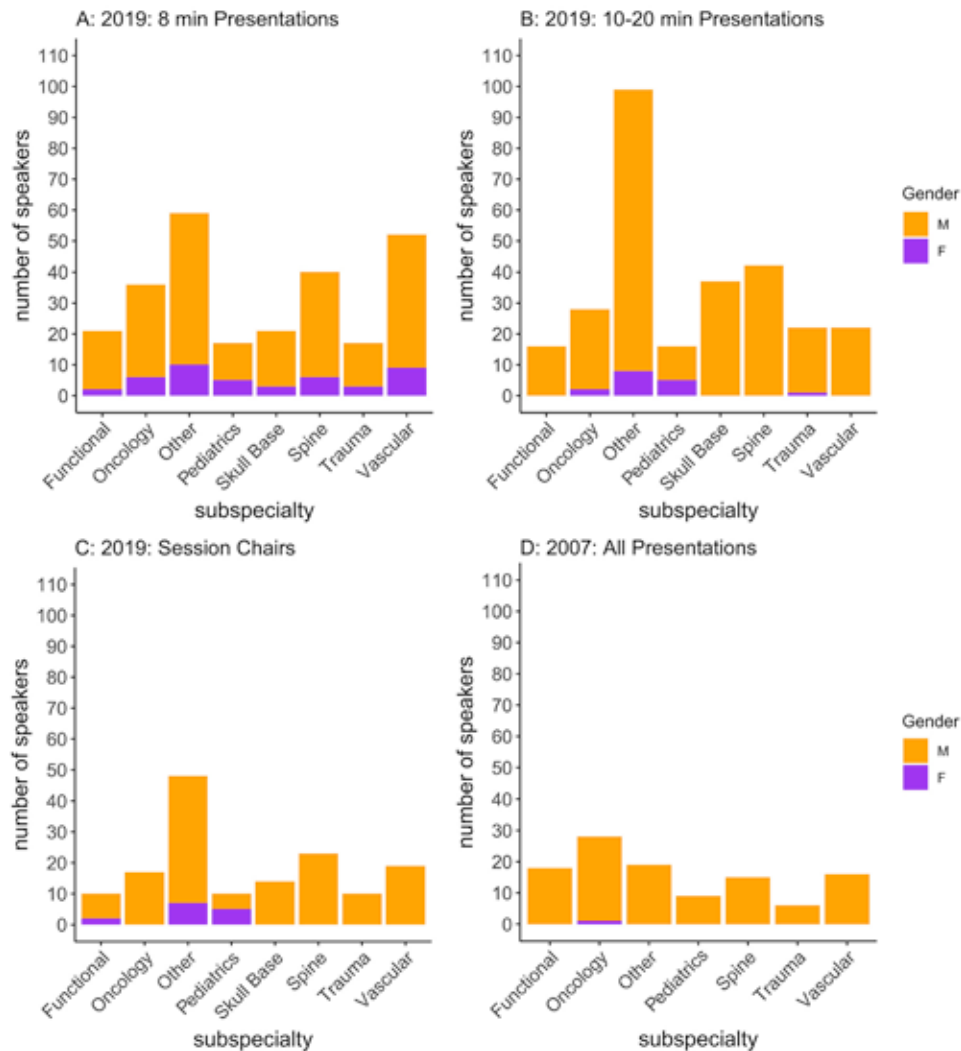 A: 2019: 8 min Presentations
number of speakers
110
100
90
80
70
60
50
40
30
20
10
0
Functional
Oncology
Other
Pediatrics
Skull Base
Spine
Trauma
Vascular
subspecialty
B: 2019: 10-20 min Presentations
number of speakers
110
100
90
80
70
60
50
40
30
20
10
0
Functional
Oncology
Other
Pediatrics
Skull Base
Spine
Trauma
Vascular
subspecialty
Gender
M
F
C: 2019: Session Chairs
number of speakers
110
100
90
80
70
60
50
40
30
20
10
0
Functional
Oncology
Other
Pediatrics
Skull Base
Spine
Trauma
Vascular
subspecialty
D: 2007: All Presentations
number of speakers
110
100
90
80
70
60
50
40
30
20
10
0
Functional
Oncology
Other
Pediatrics
Spine
Trauma
Vascular
subspecialty
Gender
M
F